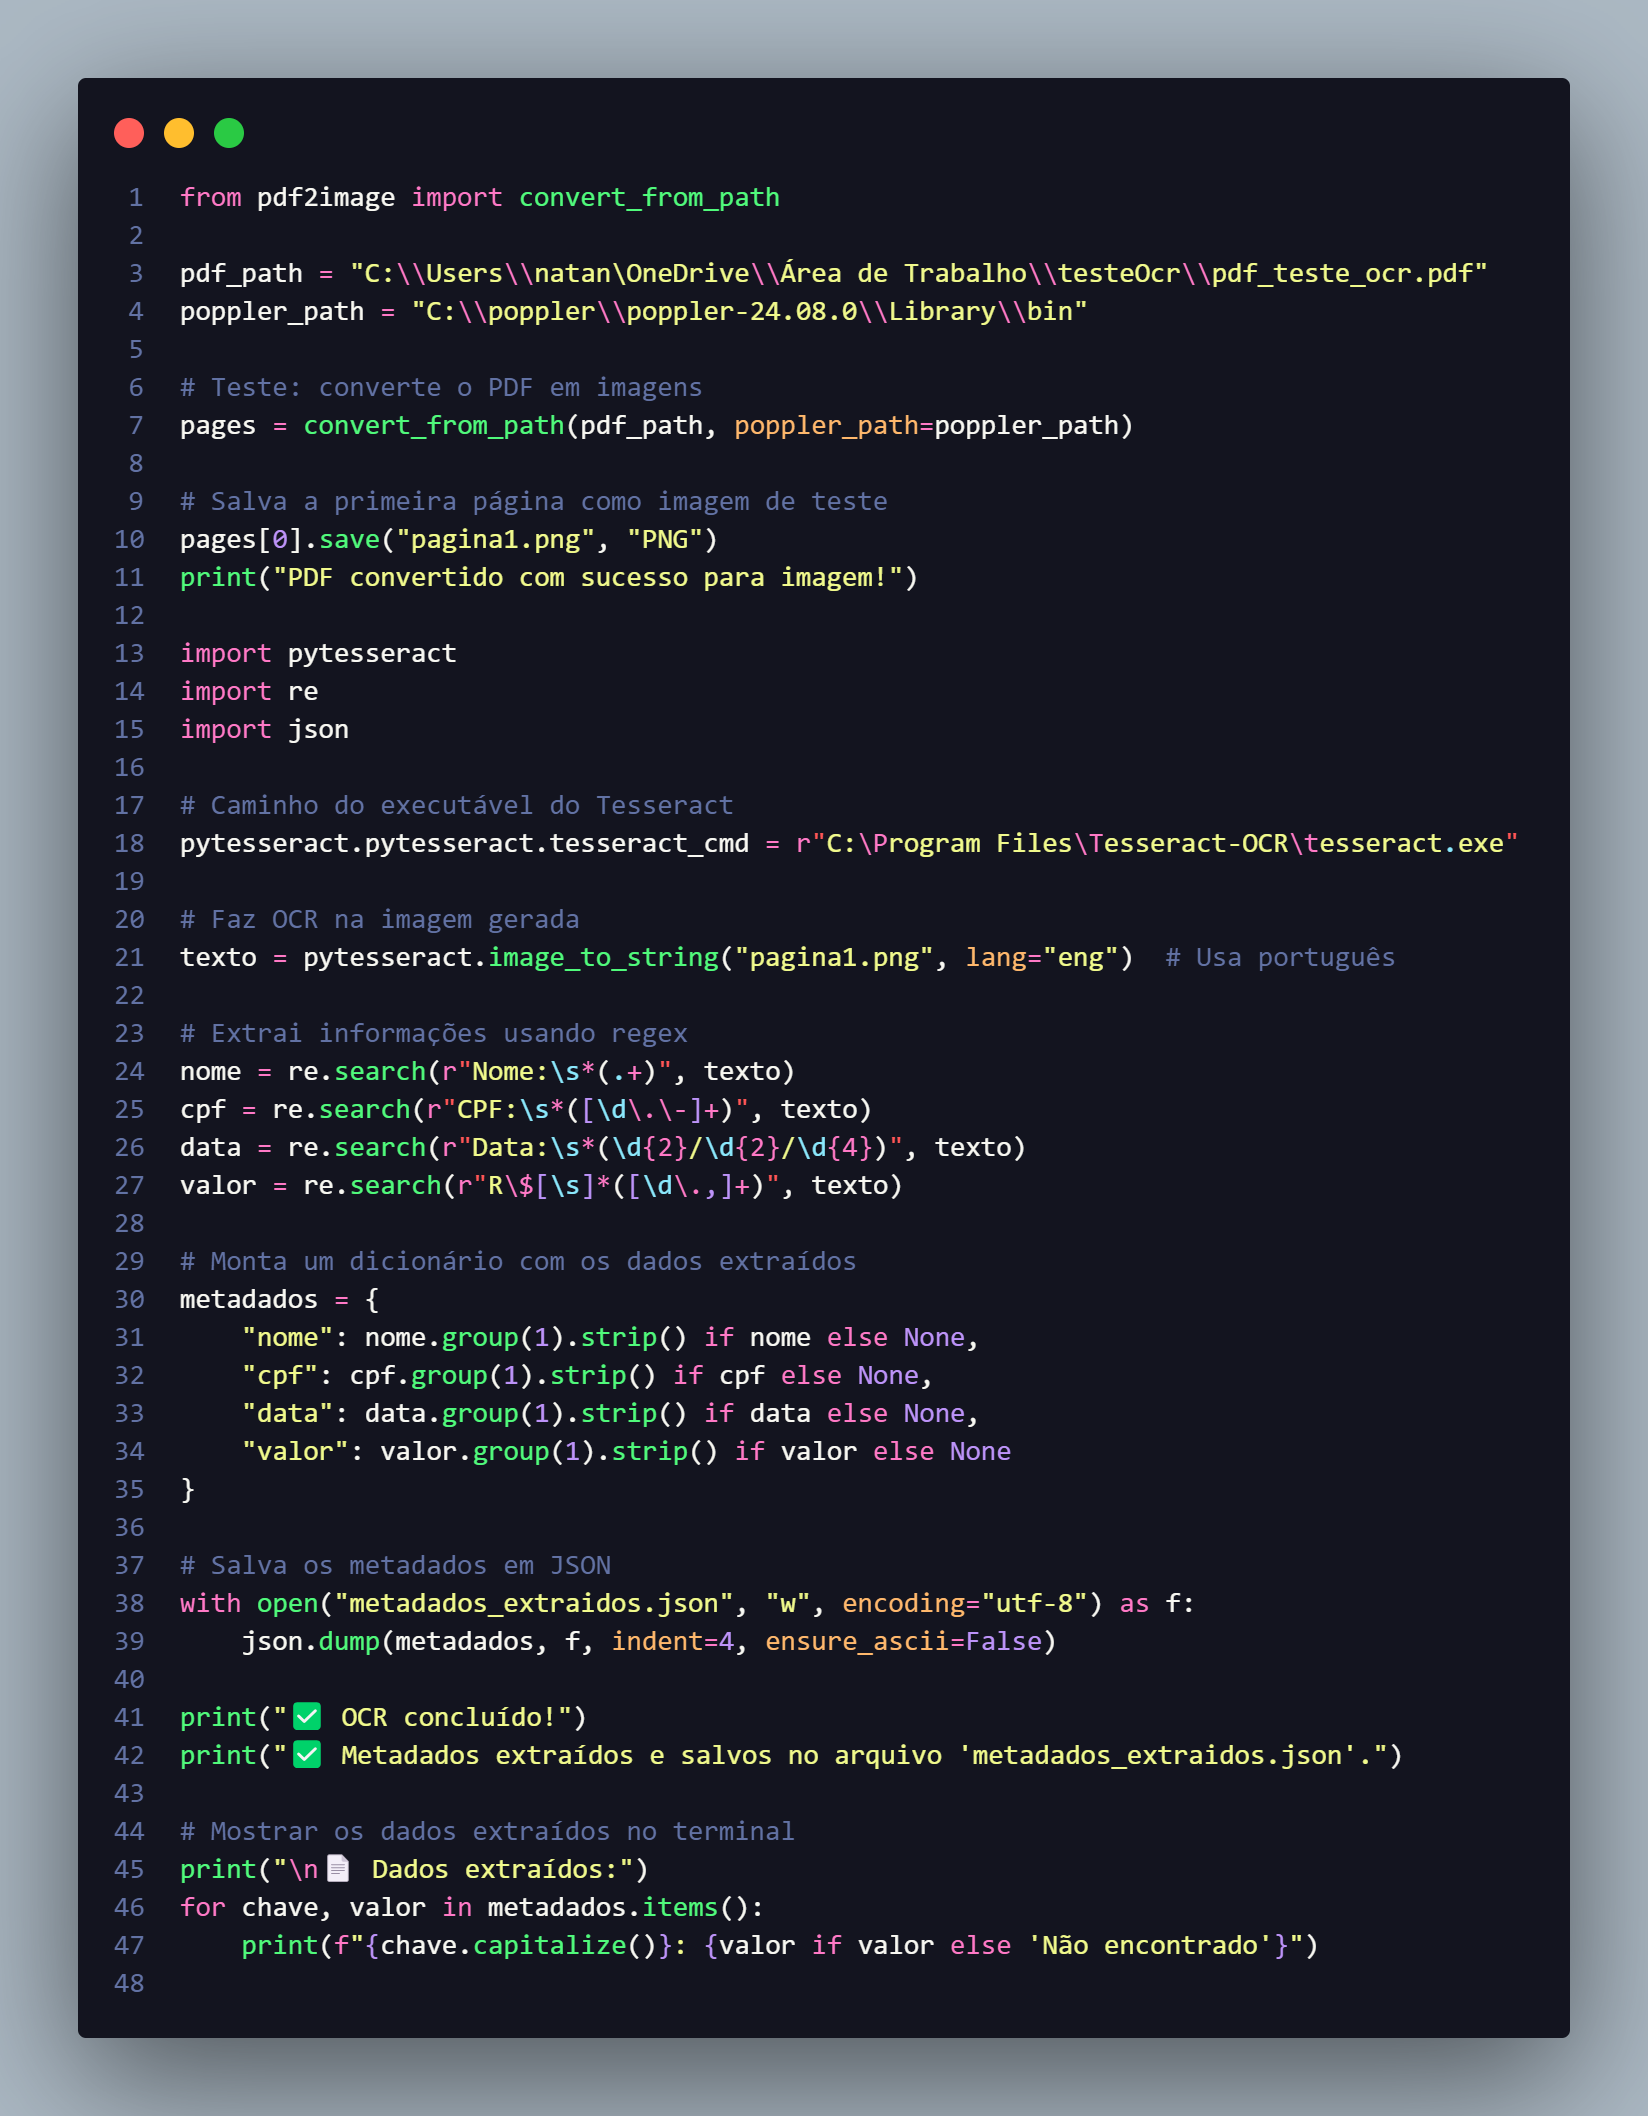 1 from pdf2image import convert_from_path
2
3 pdf_path = "C:\\Users\\natan\OneDrive\\Área de Trabalho\\testeOcr\\pdf_teste_ocr.pdf"
4 poppler_path = "C:\\poppler\\poppler-24.08.0\\Library\\bin"
5
6 # Teste: converte o PDF em imagens
7 pages = convert_from_path(pdf_path, poppler_path=poppler_path)
8
9 # Salva a primeira página como imagem de teste
10 pages[0].save("pagina1.png", "PNG")
11 print("PDF convertido com sucesso para imagem!")
12
13 import pytesseract
14 import re
15 import json
16
17 # Caminho do executável do Tesseract
18 pytesseract.pytesseract.tesseract_cmd = r"C:\Program Files\Tesseract-OCR\tesseract.exe"
19
20 # Faz OCR na imagem gerada
21 texto = pytesseract.image_to_string("pagina1.png", lang="eng")  # Usa português
22
23 # Extrai informações usando regex
24 nome = re.search(r"Nome:\s*(.+)", texto)
25 cpf = re.search(r"CPF:\s*([\d\.\-]+)", texto)
26 data = re.search(r"Data:\s*(\d{2}/\d{2}/\d{4})", texto)
27 valor = re.search(r"R\$[\s]*([\d\.,]+)", texto)
28
29 # Monta um dicionário com os dados extraídos
30 metadados = {
31     "nome": nome.group(1).strip() if nome else None,
32     "cpf": cpf.group(1).strip() if cpf else None,
33     "data": data.group(1).strip() if data else None,
34     "valor": valor.group(1).strip() if valor else None
35 }
36
37 # Salva os metadados em JSON
38 with open("metadados_extraidos.json", "w", encoding="utf-8") as f:
39     json.dump(metadados, f, indent=4, ensure_ascii=False)
40
41 print("✅ OCR concluído!")
42 print("✅ Metadados extraídos e salvos no arquivo 'metadados_extraidos.json'.")
43
44 # Mostrar os dados extraídos no terminal
45 print("\n📄 Dados extraídos:")
46 for chave, valor in metadados.items():
47     print(f"{chave.capitalize()}: {valor if valor else 'Não encontrado'}")
48